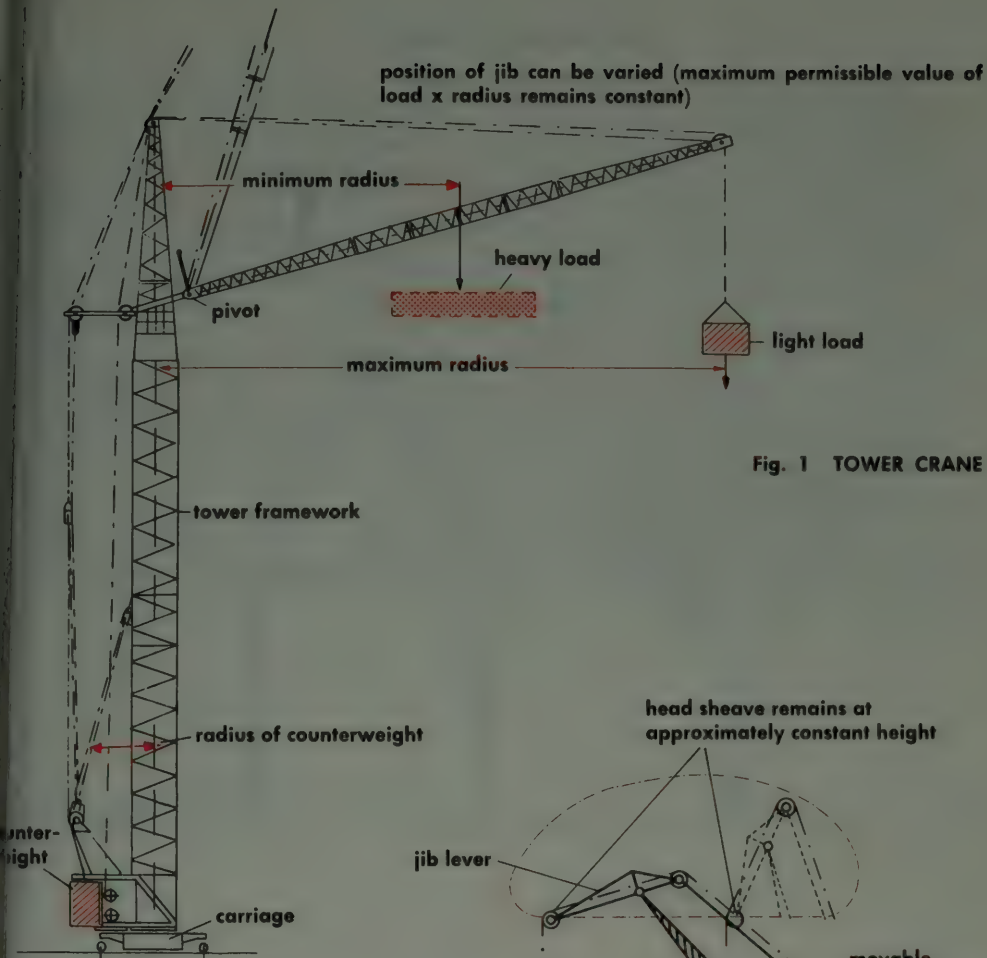 position of jib can be varied (maximum permissible value of
load x radius remains constant)
minimum radius
heavy load
pivot
light load
maximum radius
Fig. 1 TOWER CRANE
tower framework
head sheave remains at
approximately constant height
radius of counterweight
jib lever
carriage
movable